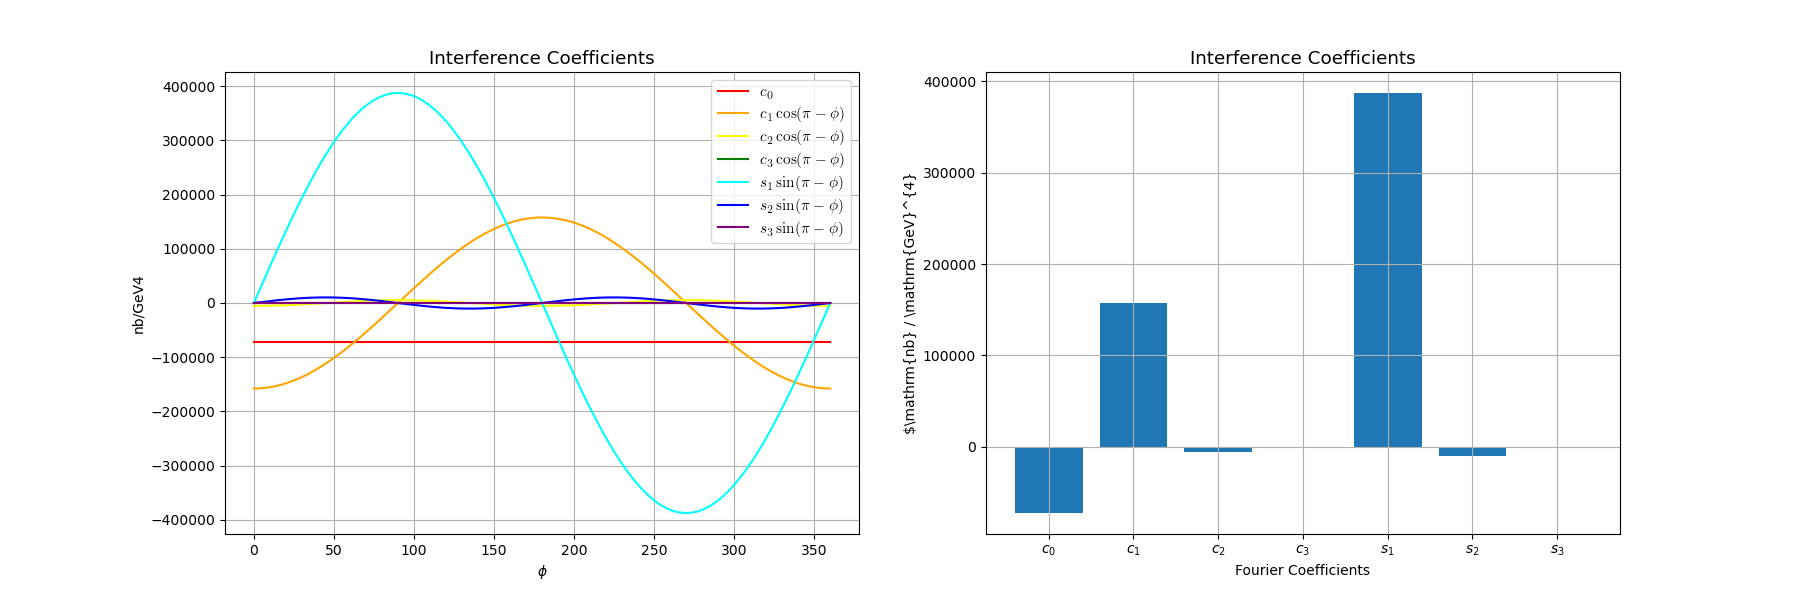 Interference Coefficients
400000
300000
200000
100000
0
−100000
−200000
−300000
−400000
nb/GeV4
0 50 100 150 200 250 300 350
ϕ
c₀
c₁ cos(π − ϕ)
c₂ cos(π − ϕ)
c₃ cos(π − ϕ)
s₁ sin(π − ϕ)
s₂ sin(π − ϕ)
s₃ sin(π − ϕ)
Interference Coefficients
400000
300000
200000
100000
0
$\mathrm{nb} / \mathrm{GeV}^{4}
c₀ c₁ c₂ c₃ s₁ s₂ s₃
Fourier Coefficients